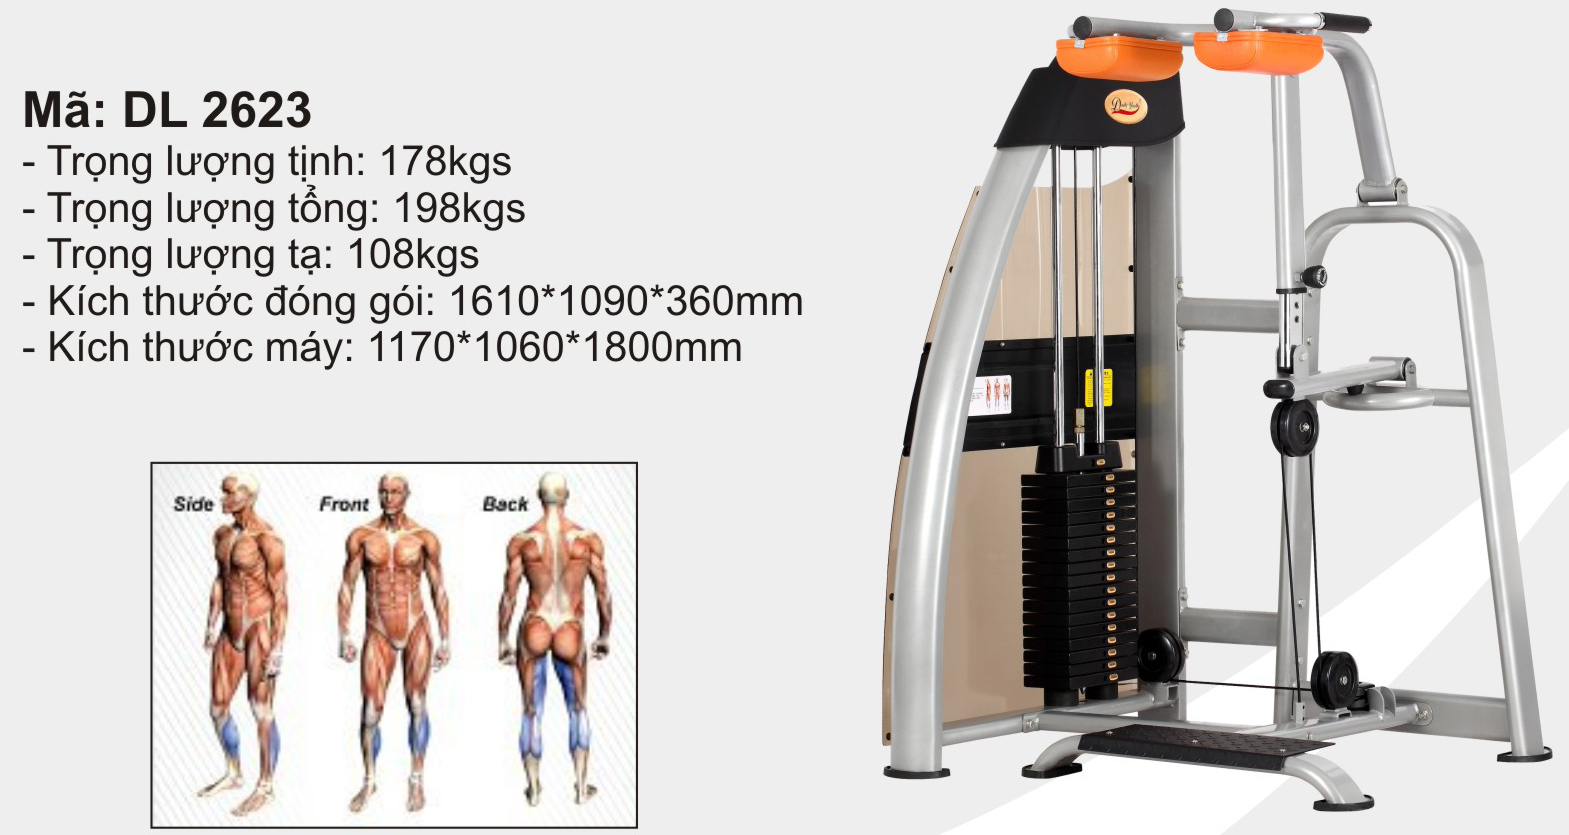 Mã: DL 2623
- Trọng lượng tịnh: 178kgs
- Trọng lượng tổng: 198kgs
- Trọng lượng tạ: 108kgs
- Kích thước đóng gói: 1610*1090*360mm
- Kích thước máy: 1170*1060*1800mm
Side Front Back